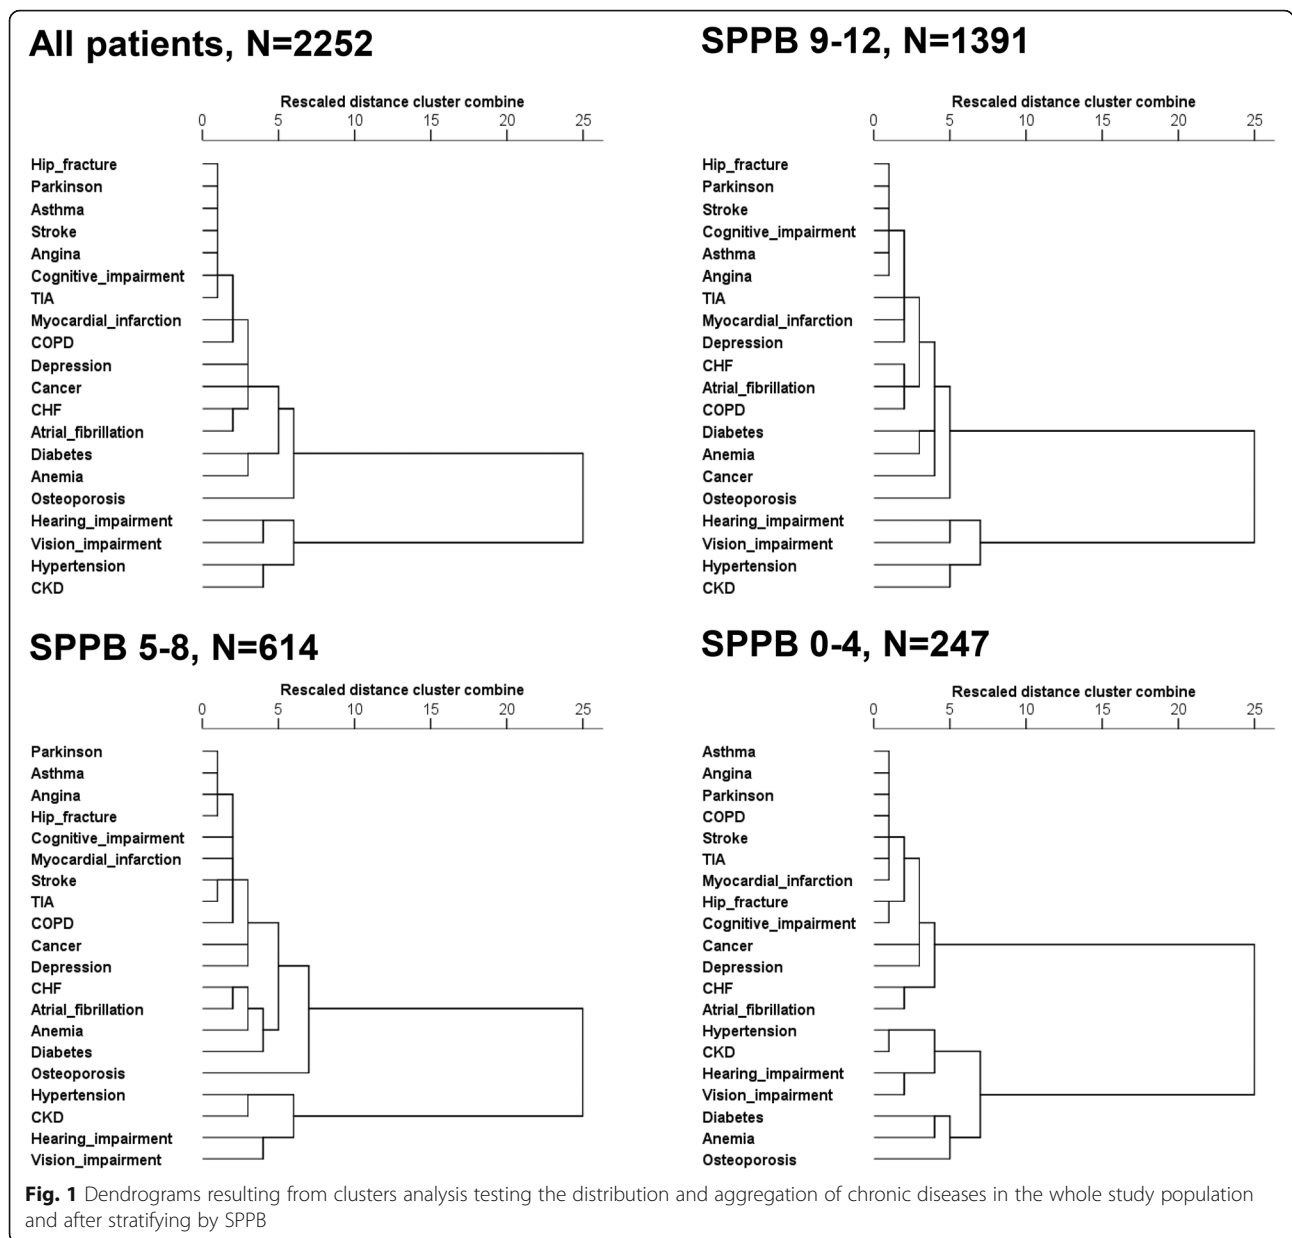 All patients, N=2252
Rescaled distance cluster combine
0 5 10 15 20 25
Hip_fracture
Parkinson
Asthma
Stroke
Angina
Cognitive_impairment
TIA
Myocardial_infarction
COPD
Depression
Cancer
CHF
Atrial_fibrillation
Diabetes
Anemia
Osteoporosis
Hearing_impairment
Vision_impairment
Hypertension
CKD
SPPB 9-12, N=1391
Rescaled distance cluster combine
0 5 10 15 20 25
Hip_fracture
Parkinson
Stroke
Cognitive_impairment
Asthma
Angina
TIA
Myocardial_infarction
Depression
CHF
Atrial_fibrillation
COPD
Diabetes
Anemia
Cancer
Osteoporosis
Hearing_impairment
Vision_impairment
Hypertension
CKD
SPPB 5-8, N=614
Rescaled distance cluster combine
0 5 10 15 20 25
Parkinson
Asthma
Angina
Hip_fracture
Cognitive_impairment
Myocardial_infarction
Stroke
TIA
COPD
Cancer
Depression
CHF
Atrial_fibrillation
Anemia
Diabetes
Osteoporosis
Hypertension
CKD
Hearing_impairment
Vision_impairment
SPPB 0-4, N=247
Rescaled distance cluster combine
0 5 10 15 20 25
Asthma
Angina
Parkinson
COPD
Stroke
TIA
Myocardial_infarction
Hip_fracture
Cognitive_impairment
Cancer
Depression
CHF
Atrial_fibrillation
Hypertension
CKD
Hearing_impairment
Vision_impairment
Diabetes
Anemia
Osteoporosis
Fig. 1 Dendrograms resulting from clusters analysis testing the distribution and aggregation of chronic diseases in the whole study population
and after stratifying by SPPB